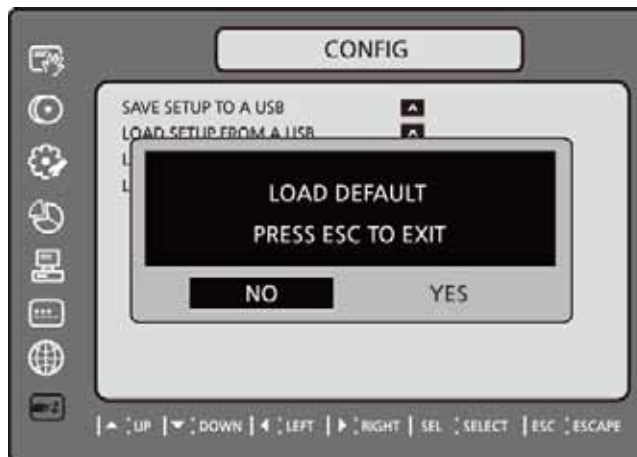 CONFIG
SAVE SETUP TO A USB
LOAD SETUP FROM A USB
L
L
LOAD DEFAULT
PRESS ESC TO EXIT
NO YES
UP DOWN LEFT RIGHT SEL SELECT ESC ESCAPE